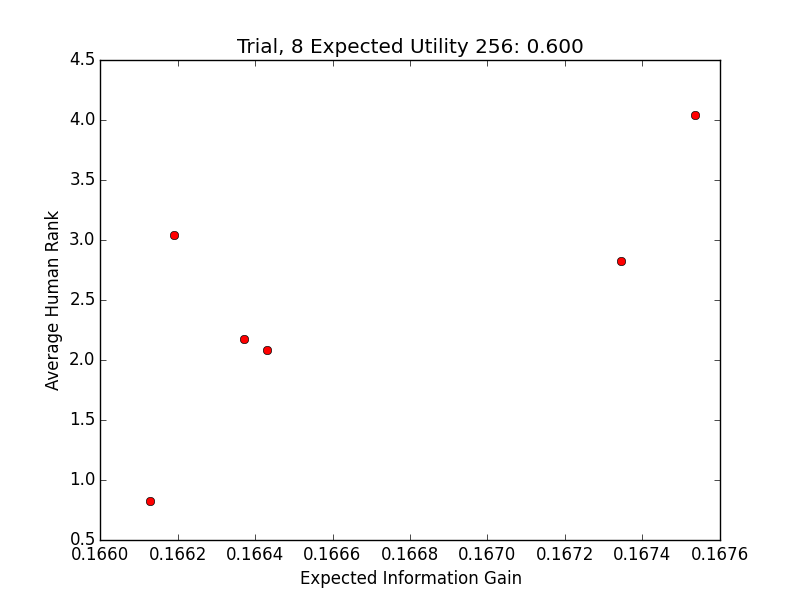 Trial, 8 Expected Utility 256: 0.600
4.5
4.0
3.5
3.0
2.5
2.0
1.5
1.0
0.5
Average Human Rank
0.1660 0.1662 0.1664 0.1666 0.1668 0.1670 0.1672 0.1674 0.1676
Expected Information Gain